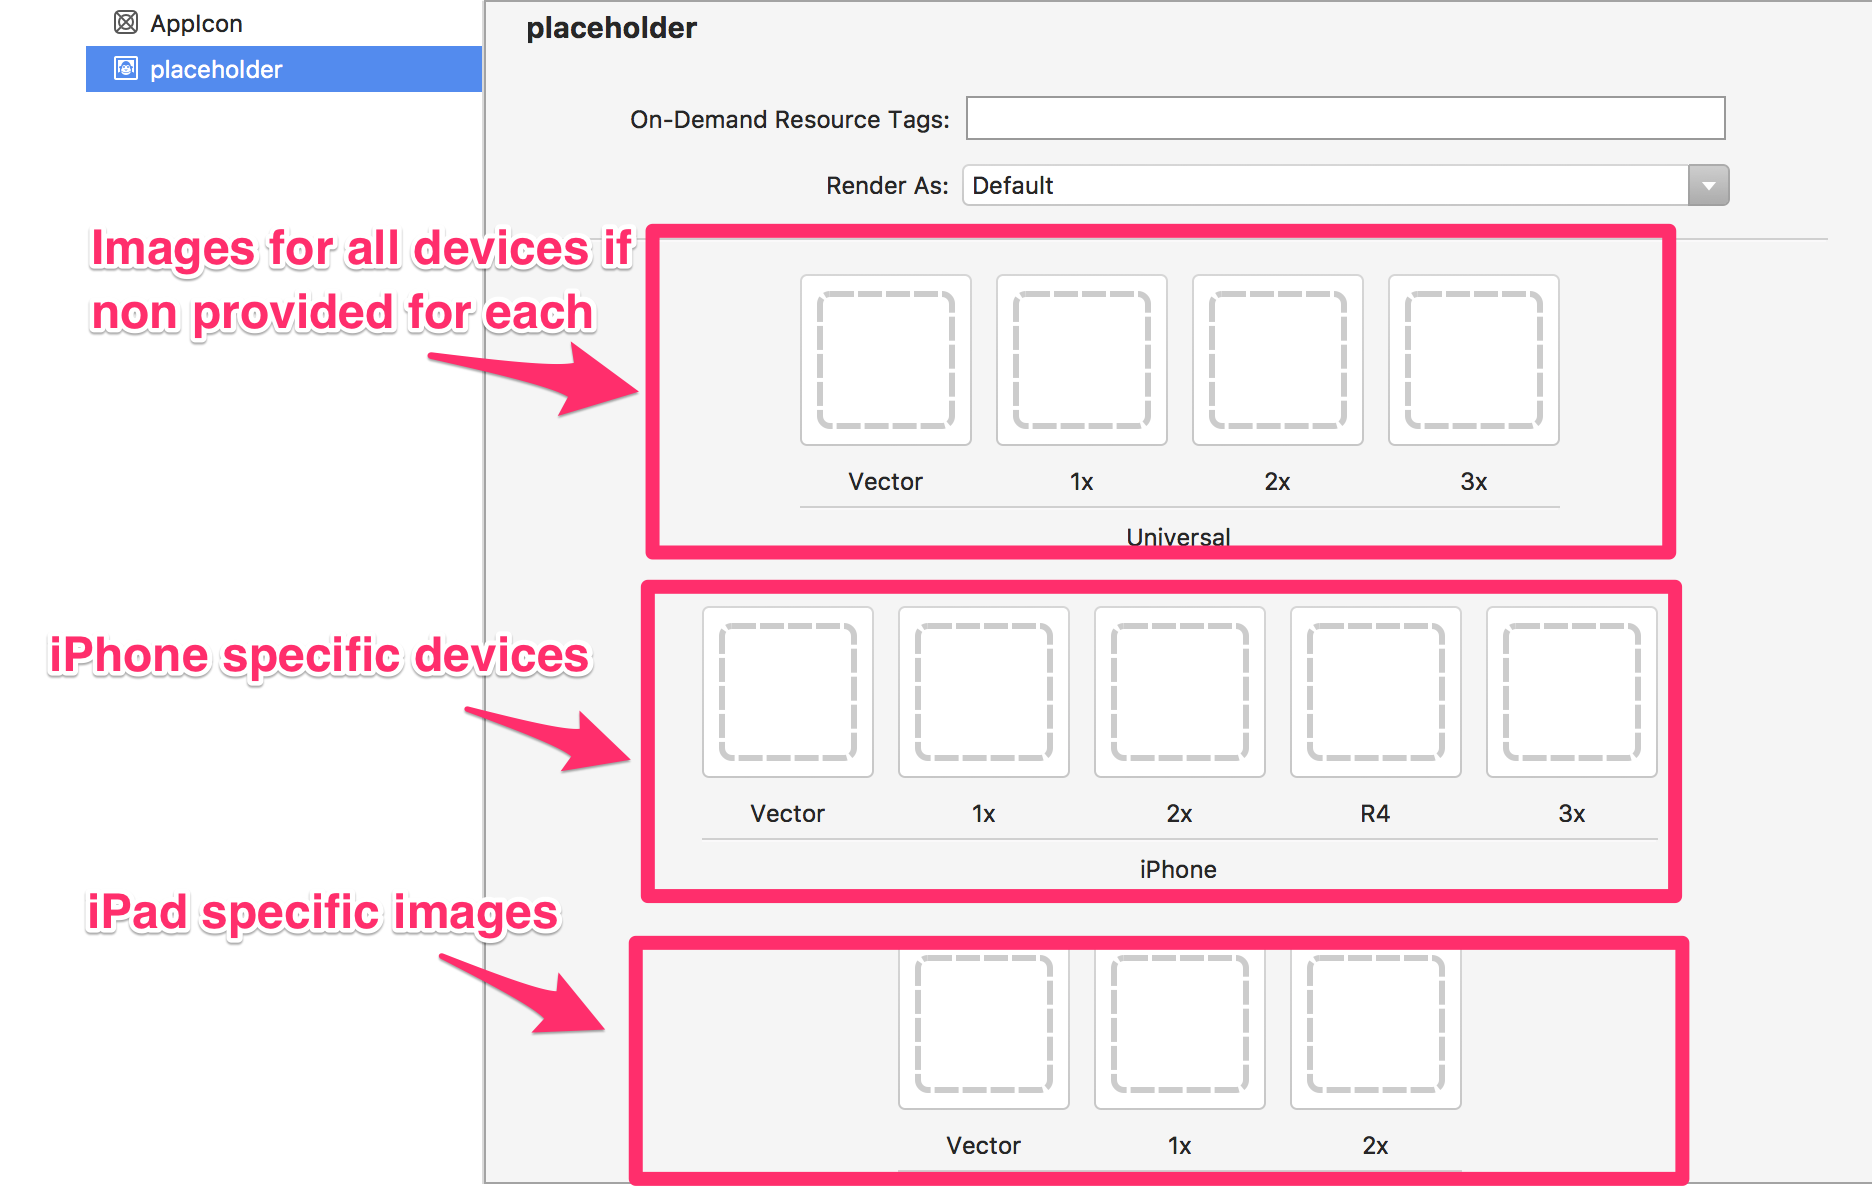 AppIcon
placeholder
placeholder
On-Demand Resource Tags:
Render As: Default
Images for all devices if
non provided for each
Vector 1x 2x 3x
Universal
iPhone specific devices
Vector 1x 2x R4 3x
iPhone
iPad specific images
Vector 1x 2x